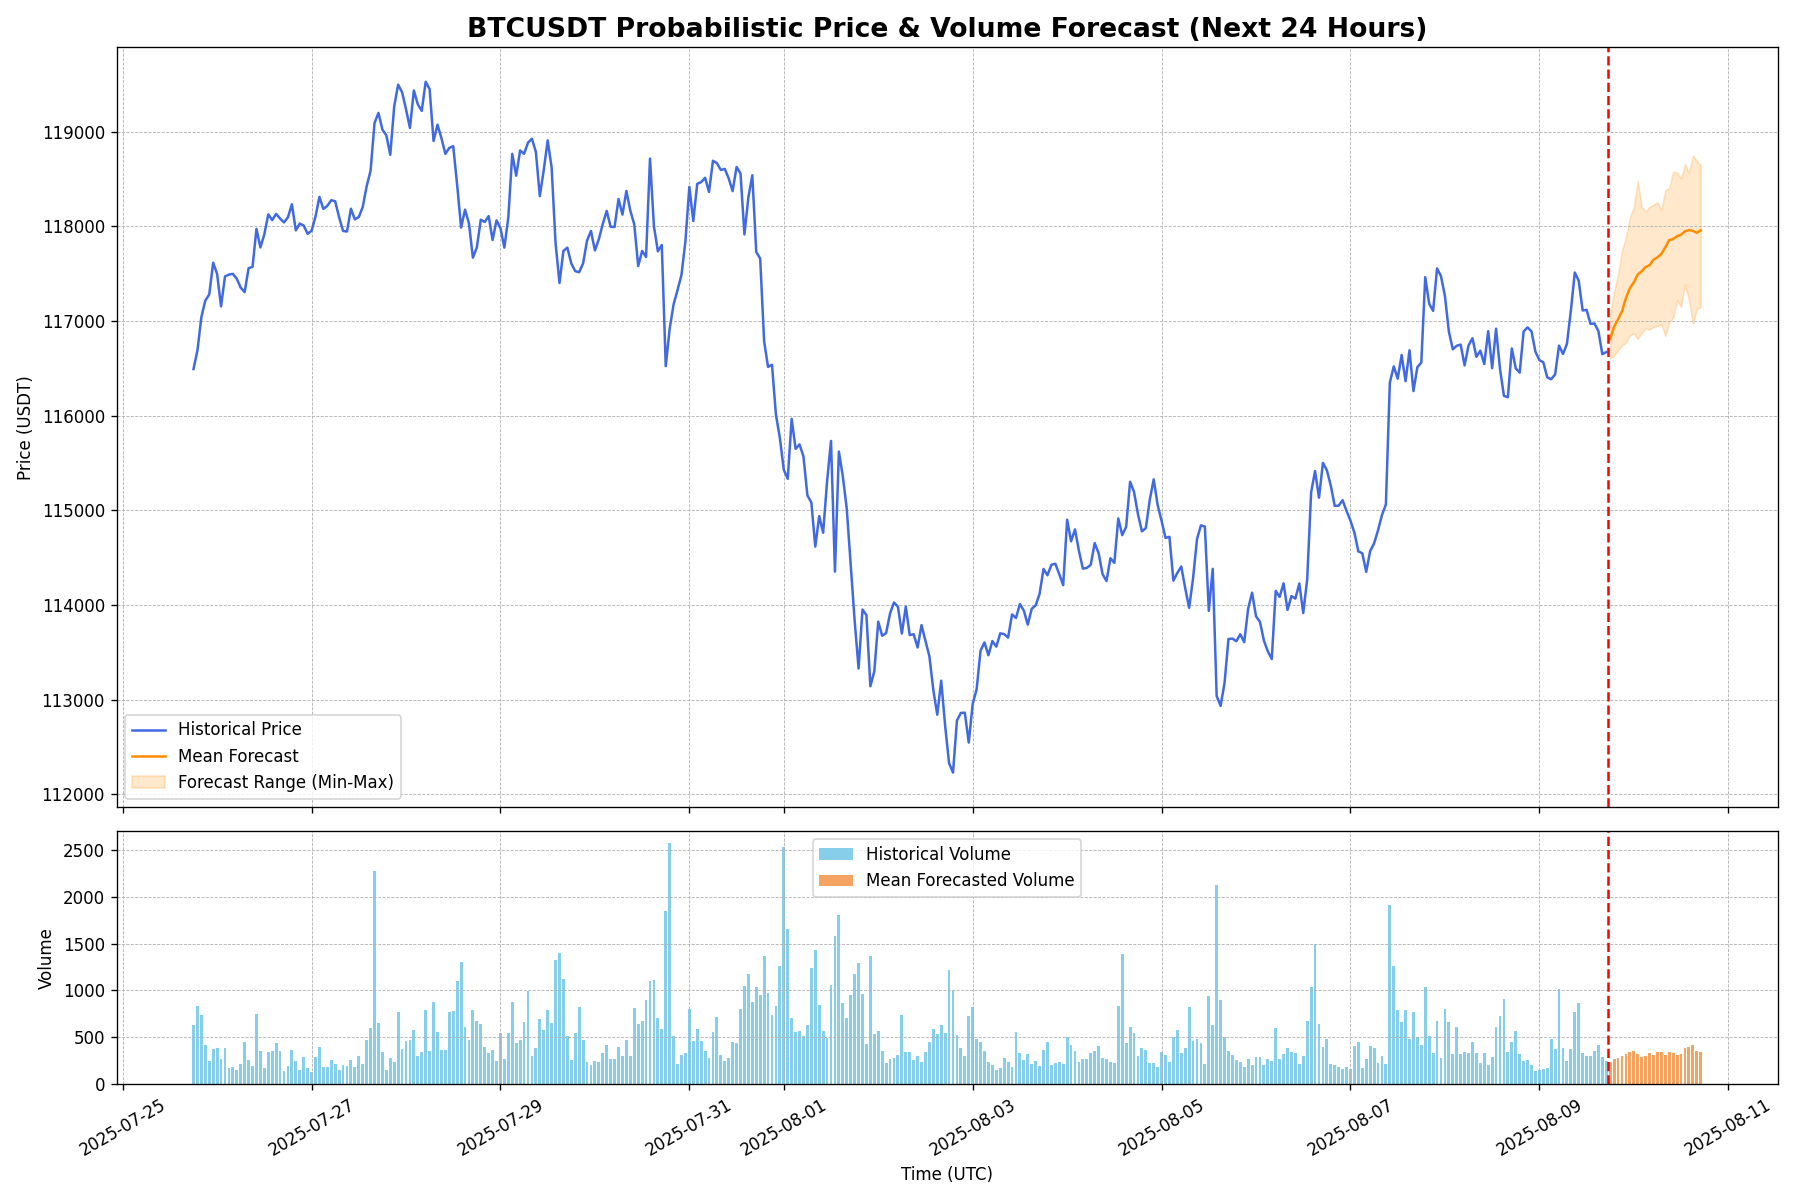 BTCUSDT Probabilistic Price & Volume Forecast (Next 24 Hours)
Price (USDT)
119000
118000
117000
116000
115000
114000
113000
112000
Historical Price
Mean Forecast
Forecast Range (Min-Max)
Volume
2500
2000
1500
1000
500
0
Historical Volume
Mean Forecasted Volume
2025-07-25
2025-07-27
2025-07-29
2025-07-31
2025-08-01
2025-08-03
2025-08-05
2025-08-07
2025-08-09
2025-08-11
Time (UTC)